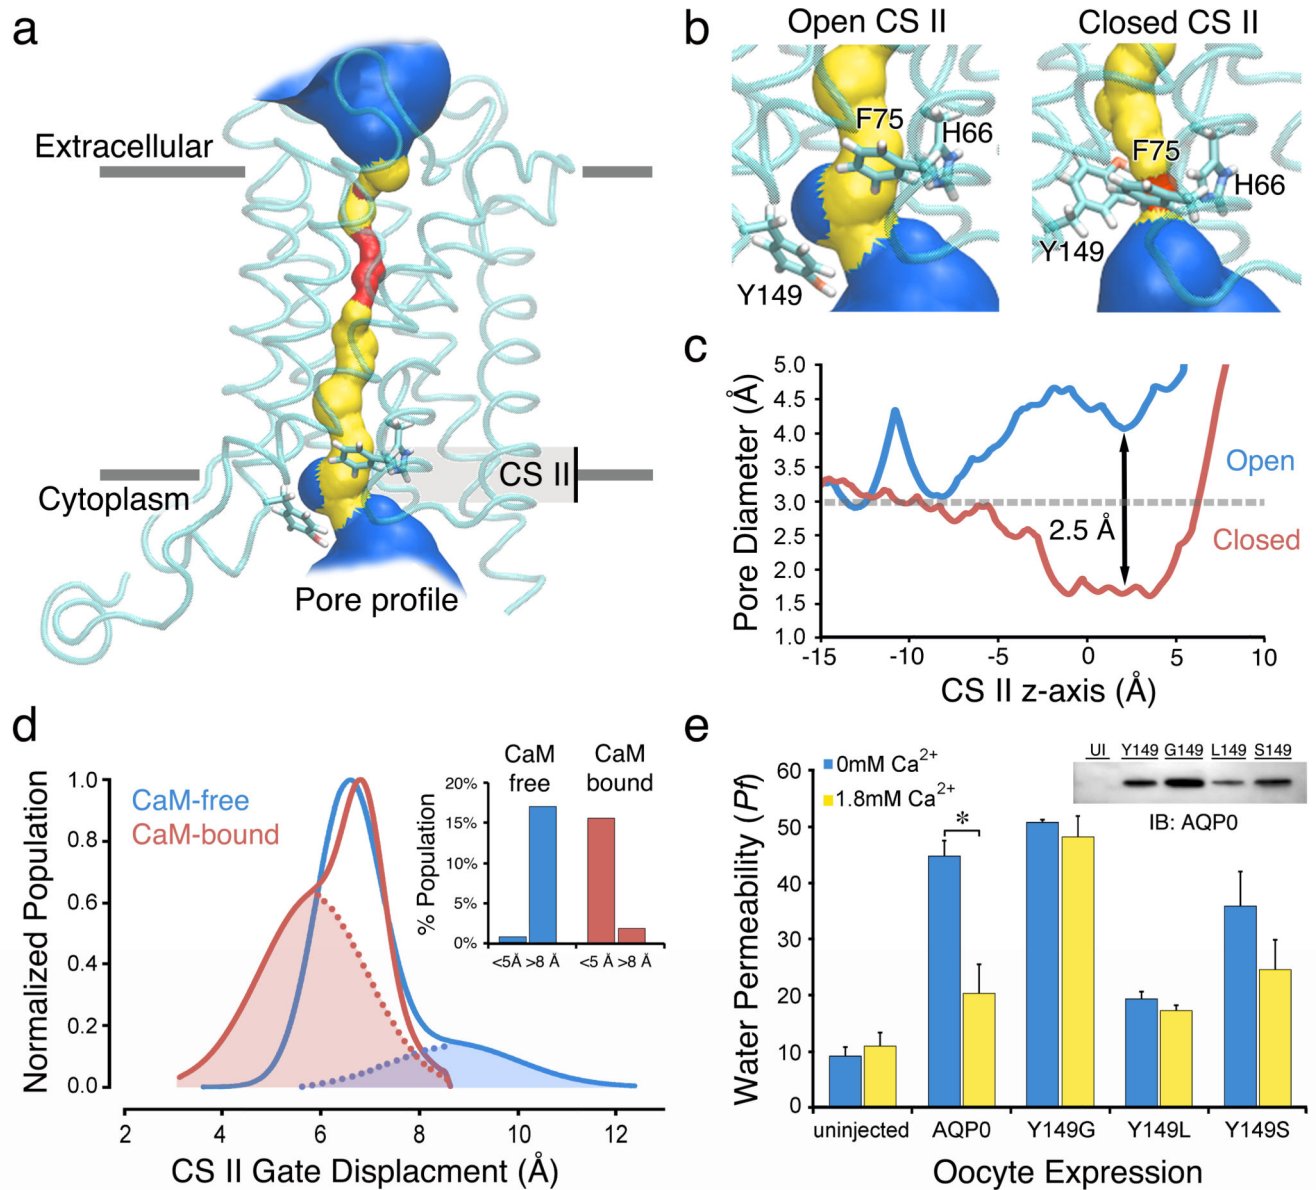 a
Extracellular
Cytoplasm
CS II
Pore profile
b
Open CS II
Closed CS II
F75
H66
Y149
F75
H66
Y149
c
Pore Diameter (Å)
5.0
4.5
4.0
3.5
3.0
2.5
2.0
1.5
1.0
Open
2.5 Å
Closed
-15 -10 -5 0 5 10
CS II z-axis (Å)
d
Normalized Population
1.0
0.8
0.6
0.4
0.2
0.0
CaM-free
CaM-bound
CaM free
CaM bound
% Population
20%
15%
10%
5%
0%
<5Å >8 Å <5 Å >8 Å
2 4 6 8 10 12
CS II Gate Displacment (Å)
e
Water Permeability (Pf)
60
50
40
30
20
10
0
0mM Ca²⁺
1.8mM Ca²⁺
*
UI Y149 G149 L149 S149
IB: AQP0
uninjected AQP0 Y149G Y149L Y149S
Oocyte Expression